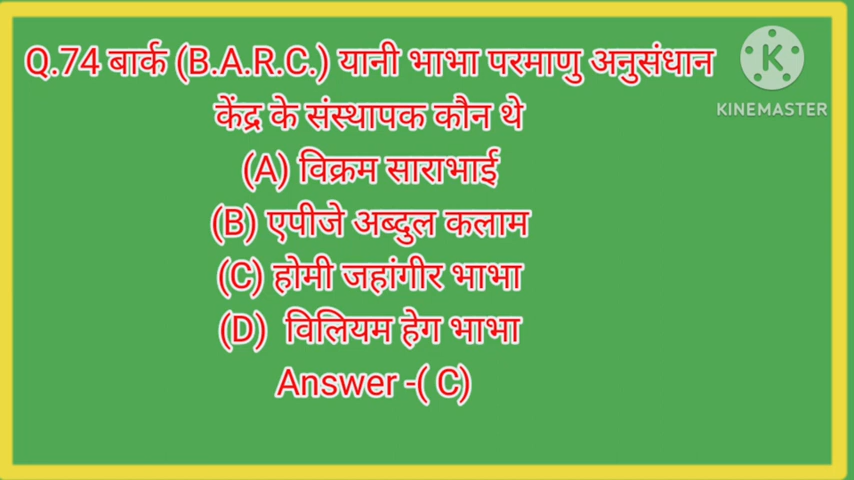 Q.74 बार्क (B.A.R.C.) यानी भाभा परमाणु अनुसंधान
केंद्र के संस्थापक कौन थे
(A) विक्रम साराभाई
(B) एपीजे अब्दुल कलाम
(C) होमी जहांगीर भाभा
(D) विलियम हेग भाभा
Answer -( C)
K
KINEMASTER